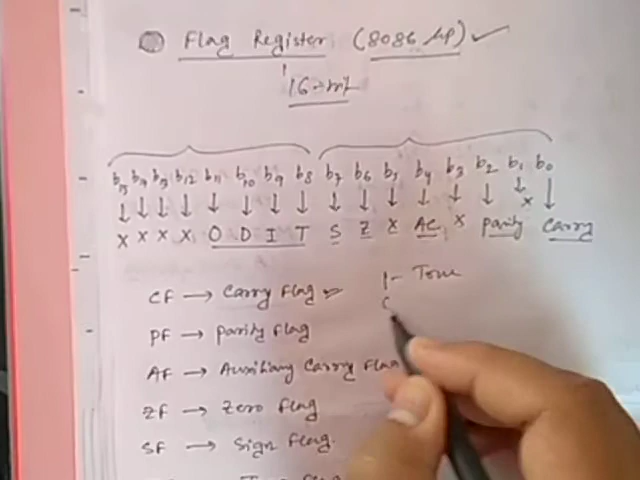 Flag Register (8086 μp) ✓
16-bit
b15 b14 b13 b12 b11 b10 b9 b8 b7 b6 b5 b4 b3 b2 b1 b0
x x x x O D I T S Z x AC x Parity x Carry
CF → Carry Flag
1 - True
PF → Parity Flag
AF → Auxiliary Carry Flag
ZF → Zero Flag
SF → Sign Flag.